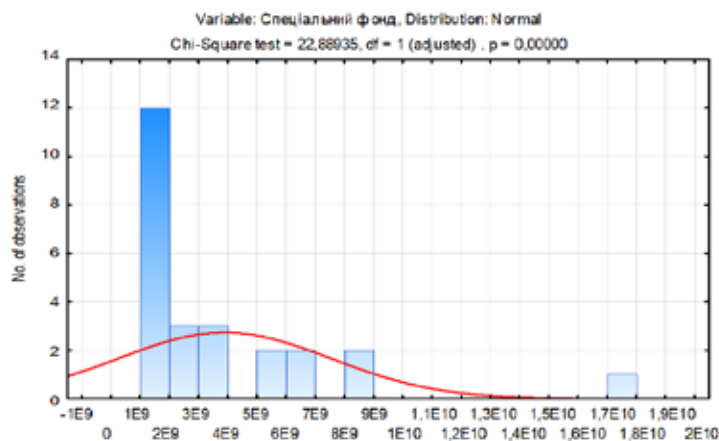 Variable: Спеціальний фонд, Distribution: Normal
Chi-Square test = 22,88935, df = 1 (adjusted) , p = 0,00000
14
12
10
8
6
4
2
0
No. of observations
-1E9 1E9 3E9 5E9 7E9 9E9 1,1E10 1,3E10 1,5E10 1,7E10 1,9E10
0 2E9 4E9 6E9 8E9 1E10 1,2E10 1,4E10 1,6E10 1,8E10 2E10